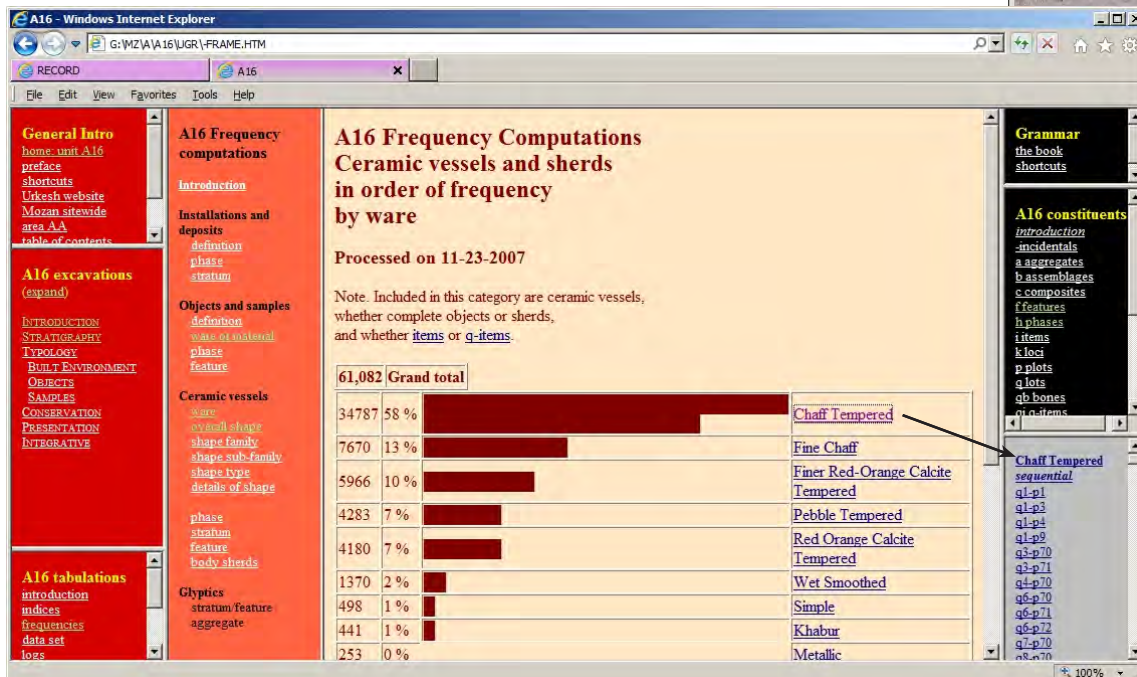 A16 - Windows Internet Explorer
G:\MZ\A\A16\UGR\-FRAME.HTM
RECORD
A16
File Edit View Favorites Tools Help
General Intro
home: unit A16
preface
shortcuts
Urkesh website
Mozan sitewide
area AA
table of contents
A16 excavations
(expand)
INTRODUCTION
STRATIGRAPHY
TYPOLOGY
BUILT ENVIRONMENT
OBJECTS
SAMPLES
CONSERVATION
PRESENTATION
INTEGRATIVE
A16 tabulations
introduction
indices
frequencies
data set
logs
A16 Frequency
computations
Introduction
Installations and
deposits
definition
phase
stratum
Objects and samples
definition
ware or material
phase
feature
Ceramic vessels
ware
overall shape
shape family
shape sub-family
shape type
details of shape
phase
stratum
feature
body sherds
Glyptics
stratum/feature
aggregate
A16 Frequency Computations
Ceramic vessels and sherds
in order of frequency
by ware
Processed on 11-23-2007
Note. Included in this category are ceramic vessels,
whether complete objects or sherds,
and whether items or q-items.
61,082 Grand total
34787 58 % Chaff Tempered
7670 13 % Fine Chaff
5966 10 % Finer Red-Orange Calcite
Tempered
4283 7 % Pebble Tempered
4180 7 % Red Orange Calcite
Tempered
1370 2 % Wet Smoothed
498 1 % Simple
441 1 % Khabur
253 0 % Metallic
Grammar
the book
shortcuts
A16 constituents
introduction
-incidentals
a aggregates
b assemblages
c composites
f features
h phases
i items
k loci
p plots
q lots
qb bones
qi q-items
Chaff Tempered
sequential
q1-p1
q1-p3
q1-p4
q1-p9
q3-p70
q3-p71
q4-p70
q6-p70
q6-p71
q6-p72
q7-p70
q8-p70
100%